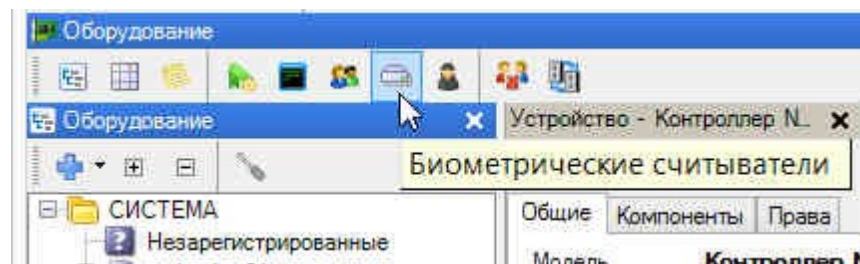 Оборудование
Оборудование
Устройство - Контроллер N...
Биометрические считыватели
СИСТЕМА
Общие Компоненты Права
Незарегистрированные
Модель Контроллер N